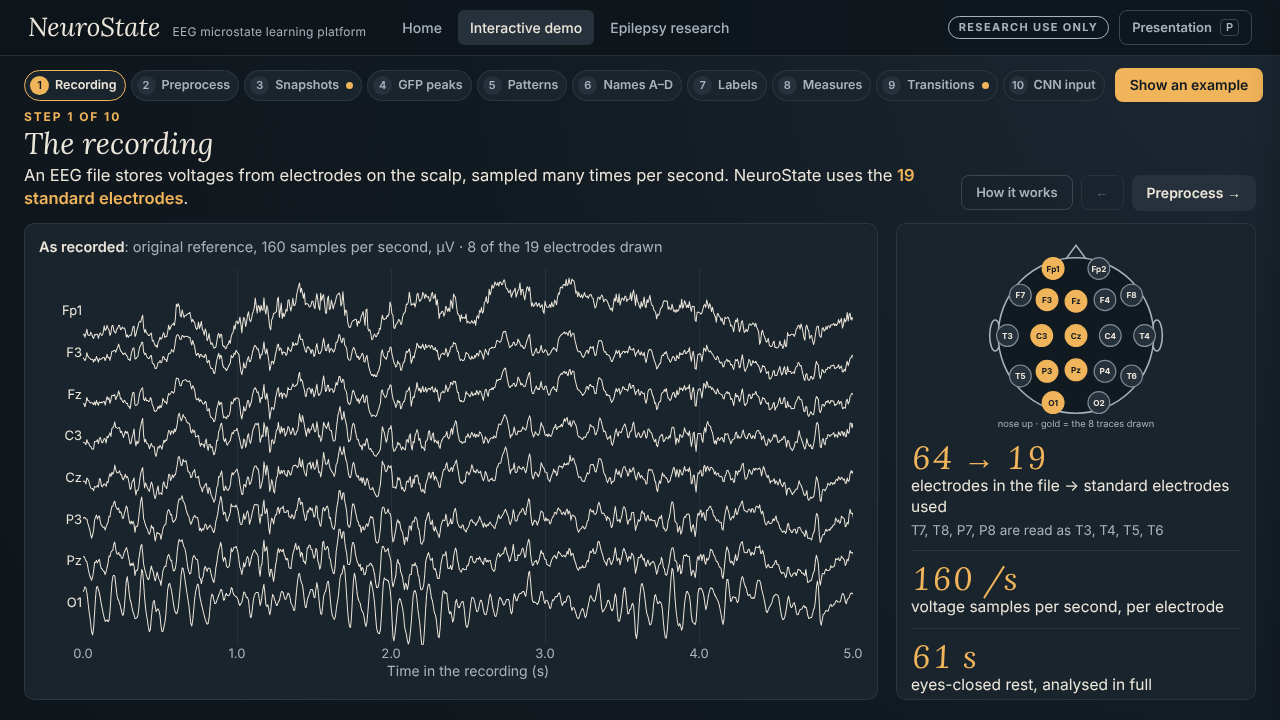 NeuroState EEG microstate learning platform Home Interactive demo Epilepsy research RESEARCH USE ONLY Presentation P
1 Recording 2 Preprocess 3 Snapshots 4 GFP peaks 5 Patterns 6 Names A–D 7 Labels 8 Measures 9 Transitions 10 CNN input Show an example
STEP 1 OF 10
The recording
An EEG file stores voltages from electrodes on the scalp, sampled many times per second. NeuroState uses the 19
standard electrodes.
How it works ← Preprocess →
As recorded: original reference, 160 samples per second, µV · 8 of the 19 electrodes drawn
Fp1
F3
Fz
C3
Cz
P3
Pz
O1
0.0 1.0 2.0 3.0 4.0 5.0
Time in the recording (s)
Fp1 Fp2
F7 F3 Fz F4 F8
T3 C3 Cz C4 T4
T5 P3 Pz P4 T6
O1 O2
nose up · gold = the 8 traces drawn
64 → 19
electrodes in the file → standard electrodes
used
T7, T8, P7, P8 are read as T3, T4, T5, T6
160 /s
voltage samples per second, per electrode
61 s
eyes-closed rest, analysed in full